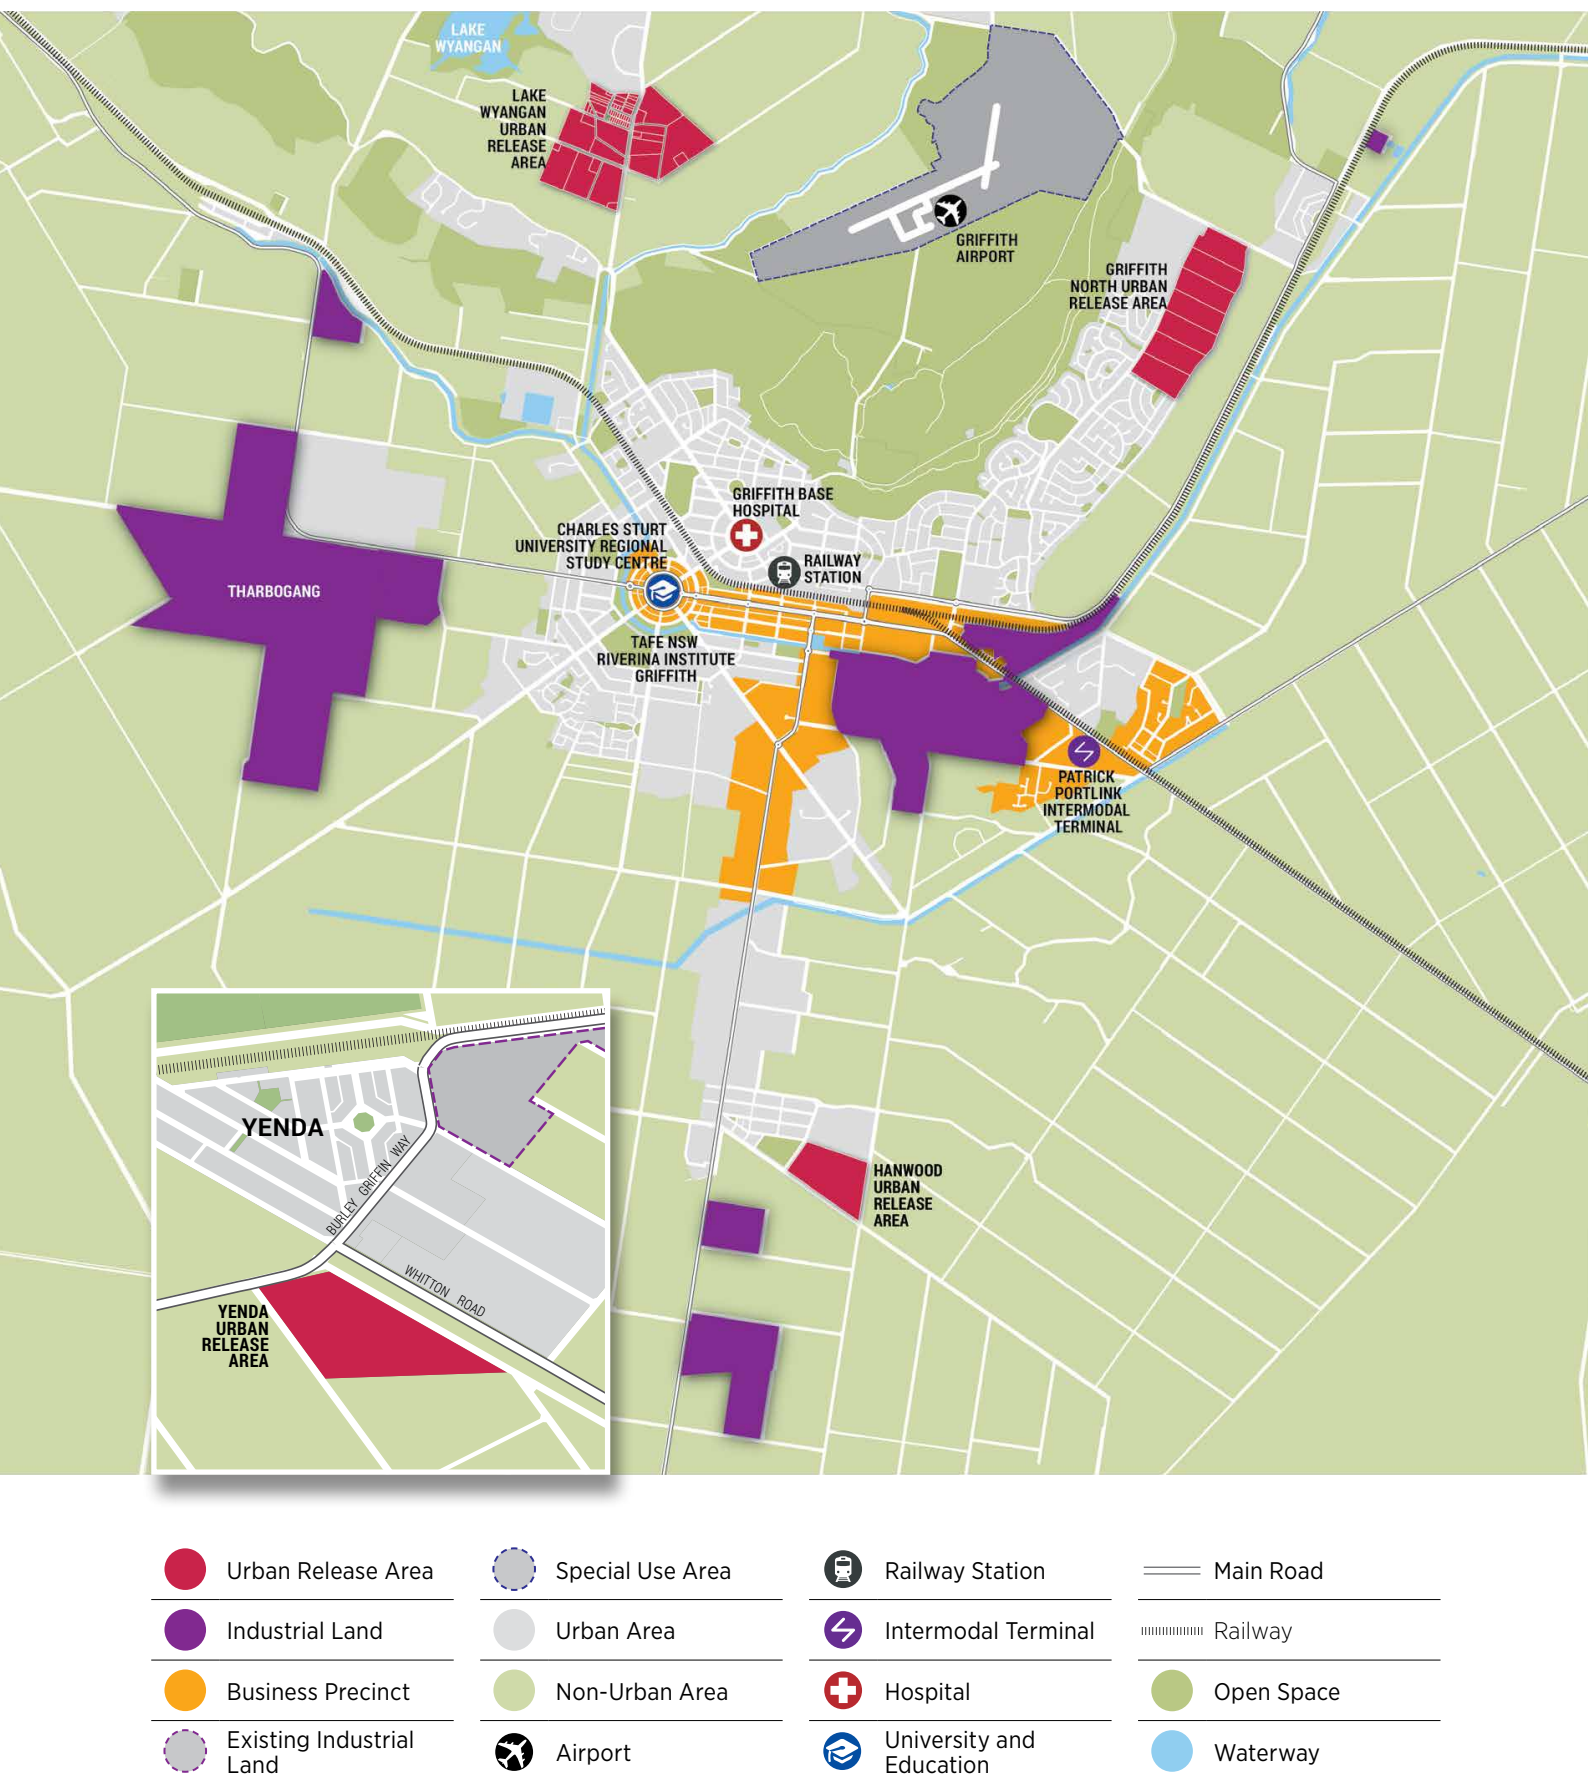 LAKE
WYANGAN
LAKE
WYANGAN
URBAN
RELEASE
AREA
GRIFFITH
AIRPORT
GRIFFITH
NORTH URBAN
RELEASE AREA
GRIFFITH BASE
HOSPITAL
CHARLES STURT
UNIVERSITY REGIONAL
STUDY CENTRE
RAILWAY
STATION
THARBOGANG
TAFE NSW
RIVERINA INSTITUTE
GRIFFITH
PATRICK
PORTLINK
INTERMODAL
TERMINAL
YENDA
BURLEY GRIFFIN WAY
WHITTON ROAD
YENDA
URBAN
RELEASE
AREA
HANWOOD
URBAN
RELEASE
AREA
Urban Release Area
Industrial Land
Business Precinct
Existing Industrial
Land
Special Use Area
Urban Area
Non-Urban Area
Airport
Railway Station
Intermodal Terminal
Hospital
University and
Education
Main Road
Railway
Open Space
Waterway